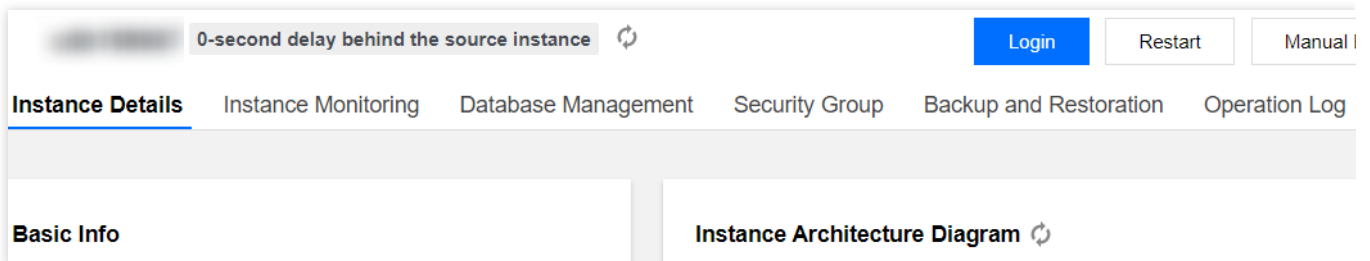 0-second delay behind the source instance Login Restart Manual
Instance Details Instance Monitoring Database Management Security Group Backup and Restoration Operation Log
Basic Info Instance Architecture Diagram